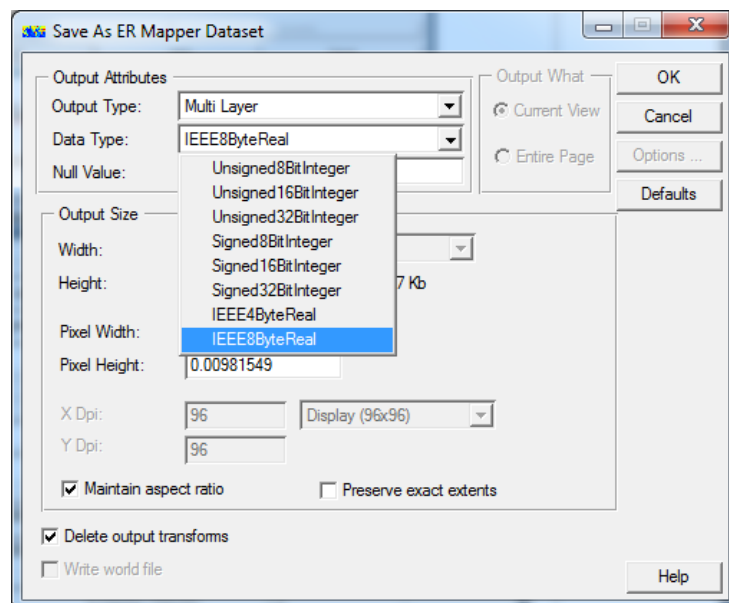 Save As ER Mapper Dataset
Output Attributes
Output Type: Multi Layer
Data Type: IEEE8ByteReal
Null Value:
Unsigned8BitInteger
Unsigned16BitInteger
Unsigned32BitInteger
Signed8BitInteger
Signed16BitInteger
Signed32BitInteger
IEEE4ByteReal
IEEE8ByteReal
Output What
Current View
Entire Page
OK
Cancel
Options ...
Defaults
Output Size
Width:
Height: 7 Kb
Pixel Width:
Pixel Height: 0.00981549
X Dpi: 96 Display (96x96)
Y Dpi: 96
Maintain aspect ratio Preserve exact extents
Delete output transforms
Write world file
Help